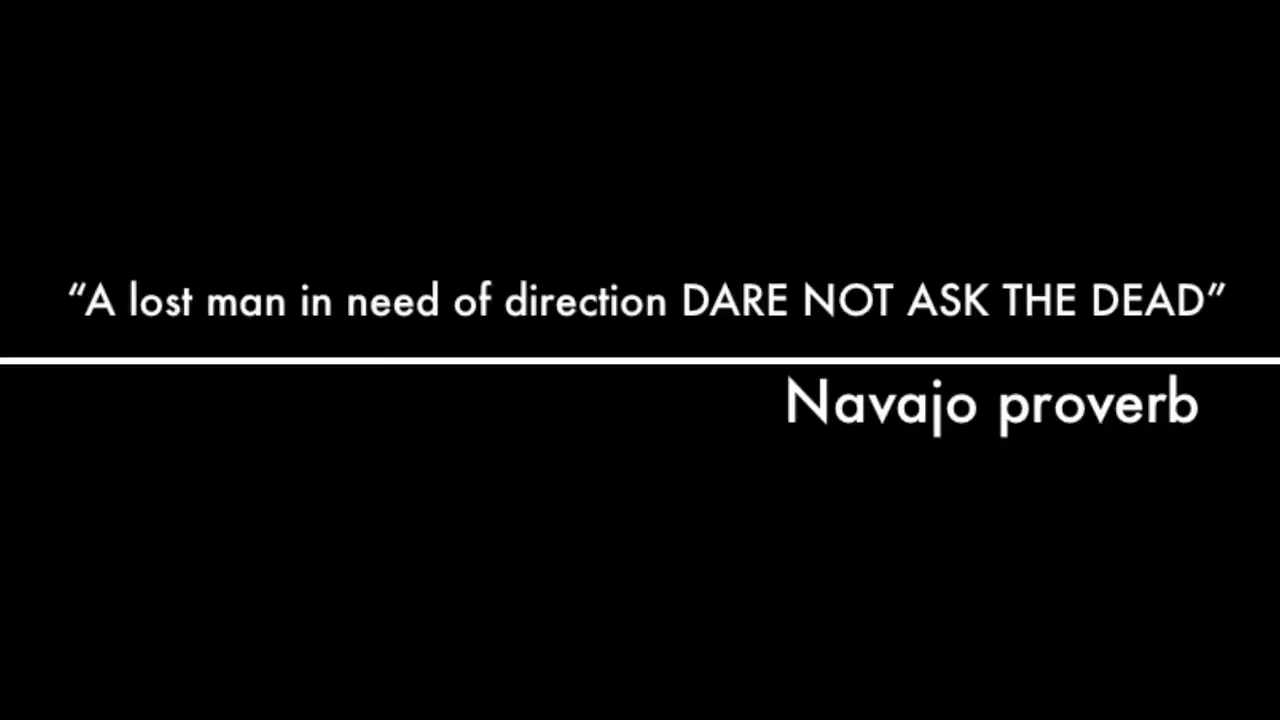 “A lost man in need of direction DARE NOT ASK THE DEAD”
Navajo proverb